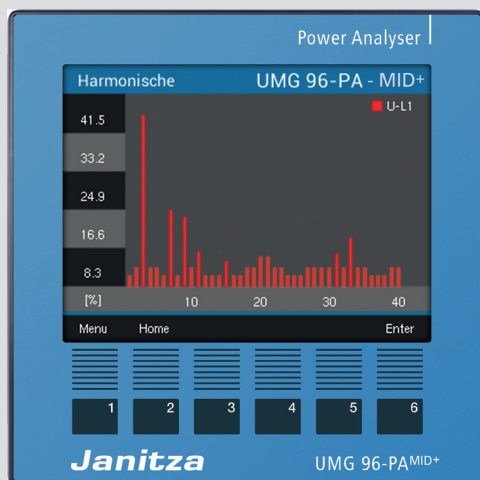 Power Analyser
Harmonische UMG 96-PA - MID+
U-L1
41.5
33.2
24.9
16.6
8.3
[%] 10 20 30 40
Menu Home Enter
1 2 3 4 5 6
Janitza UMG 96-PAMID+